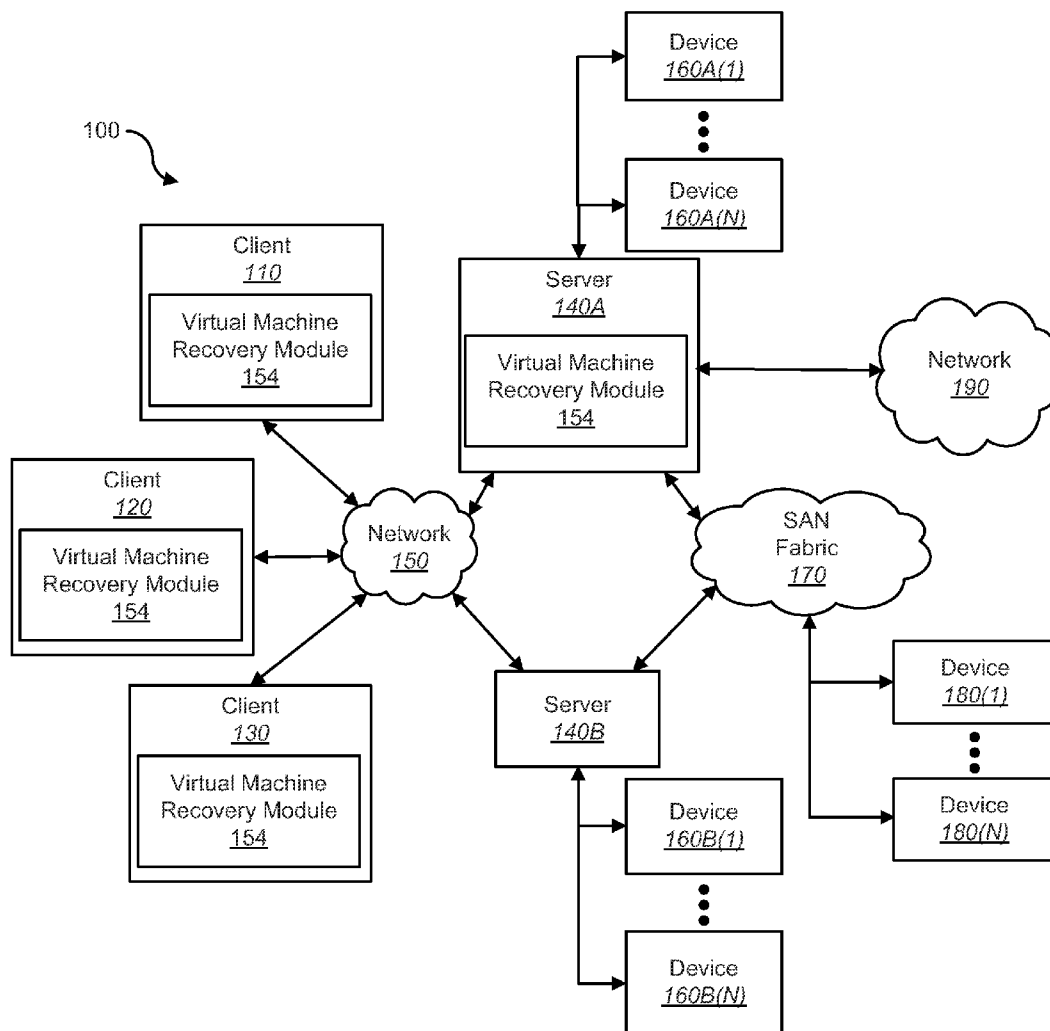 Device
160A(1)
100
Device
160A(N)
Client
110
Virtual Machine
Recovery Module
154
Server
140A
Virtual Machine
Recovery Module
154
Network
190
Client
120
Virtual Machine
Recovery Module
154
Network
150
SAN
Fabric
170
Client
130
Virtual Machine
Recovery Module
154
Server
140B
Device
180(1)
Device
180(N)
Device
160B(1)
Device
160B(N)